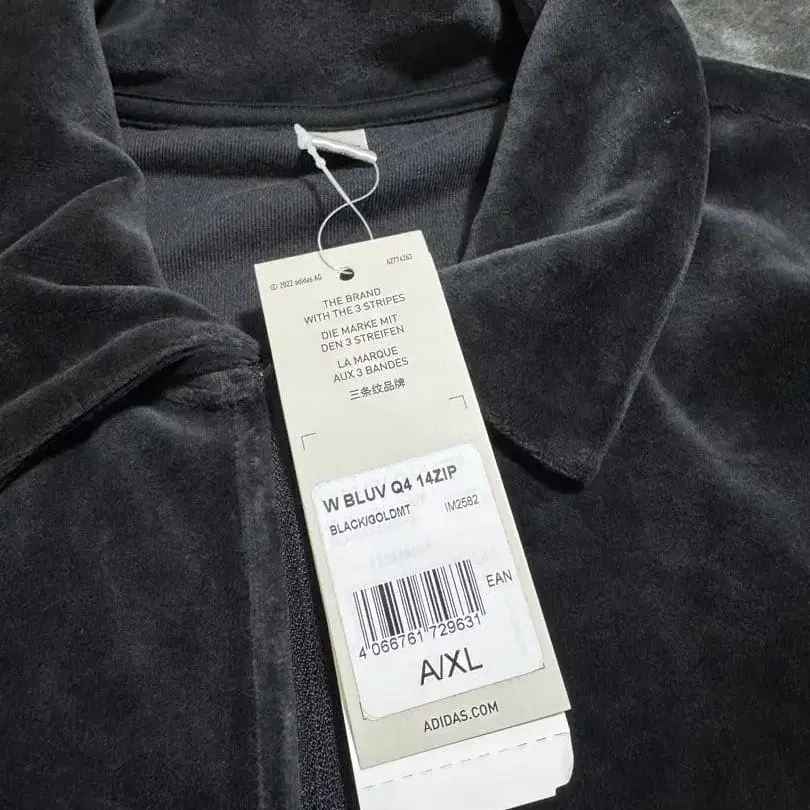 © 2022 adidas AG 62774263
THE BRAND
WITH THE 3 STRIPES
DIE MARKE MIT
DEN 3 STREIFEN
LA MARQUE
AUX 3 BANDES
三条纹品牌
W BLUV Q4 14ZIP
BLACK/GOLDMT IM2582
EAN
4 066761 729631
A/XL
ADIDAS.COM